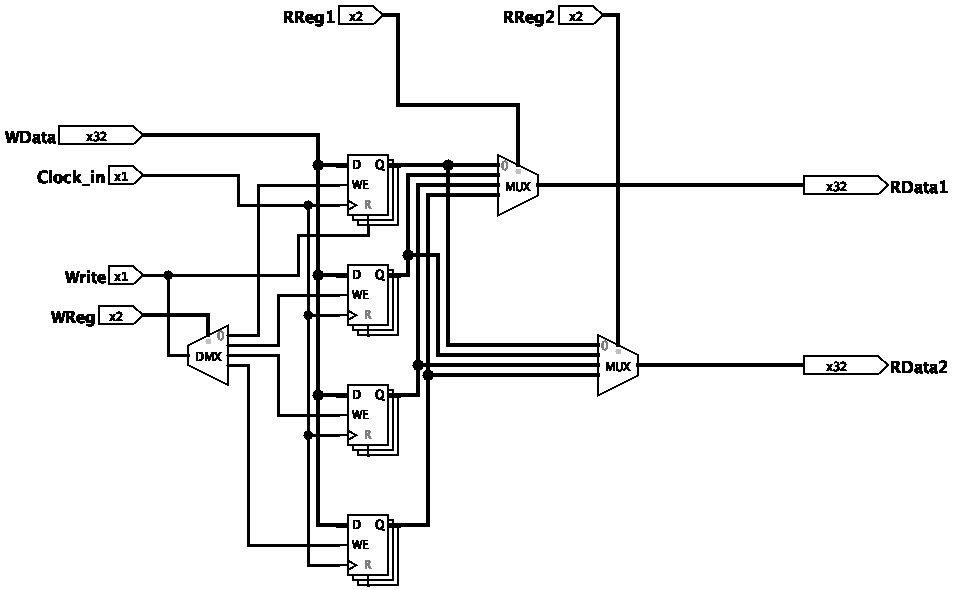 RReg1 x2
RReg2 x2
WData x32
Clock_in x1
D Q
WE
R
0
MUX
x32 RData1
Write x1
D Q
WE
R
WReg x2
0
DMX
0
MUX
x32 RData2
D Q
WE
R
D Q
WE
R